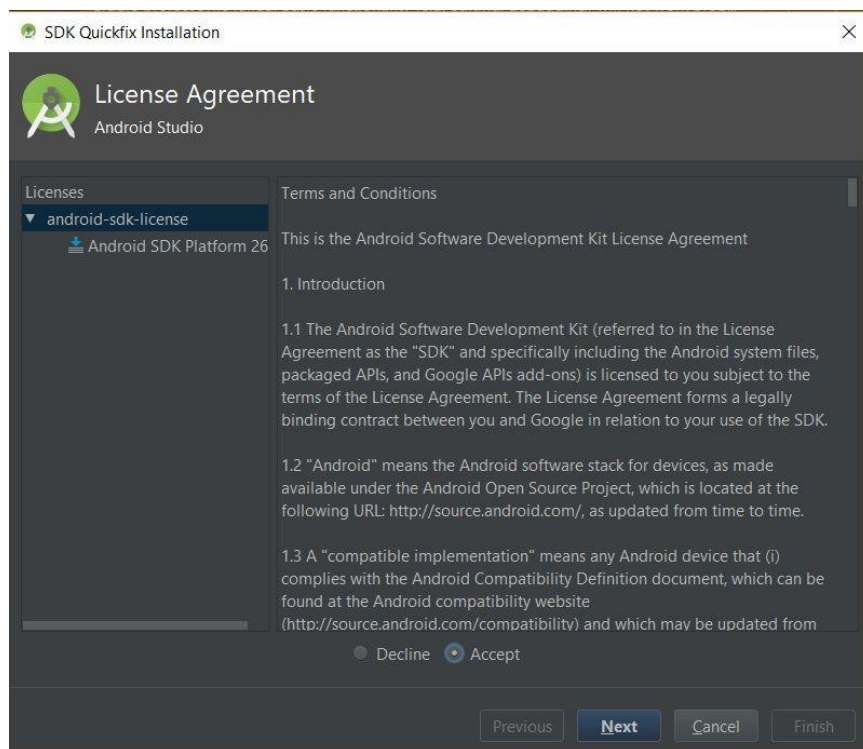 SDK Quickfix Installation
License Agreement
Android Studio
Licenses
android-sdk-license
Android SDK Platform 26
Terms and Conditions
This is the Android Software Development Kit License Agreement
1. Introduction
1.1 The Android Software Development Kit (referred to in the License
Agreement as the "SDK" and specifically including the Android system files,
packaged APIs, and Google APIs add-ons) is licensed to you subject to the
terms of the License Agreement. The License Agreement forms a legally
binding contract between you and Google in relation to your use of the SDK.
1.2 "Android" means the Android software stack for devices, as made
available under the Android Open Source Project, which is located at the
following URL: http://source.android.com/, as updated from time to time.
1.3 A "compatible implementation" means any Android device that (i)
complies with the Android Compatibility Definition document, which can be
found at the Android compatibility website
(http://source.android.com/compatibility) and which may be updated from
Decline Accept
Previous Next Cancel Finish